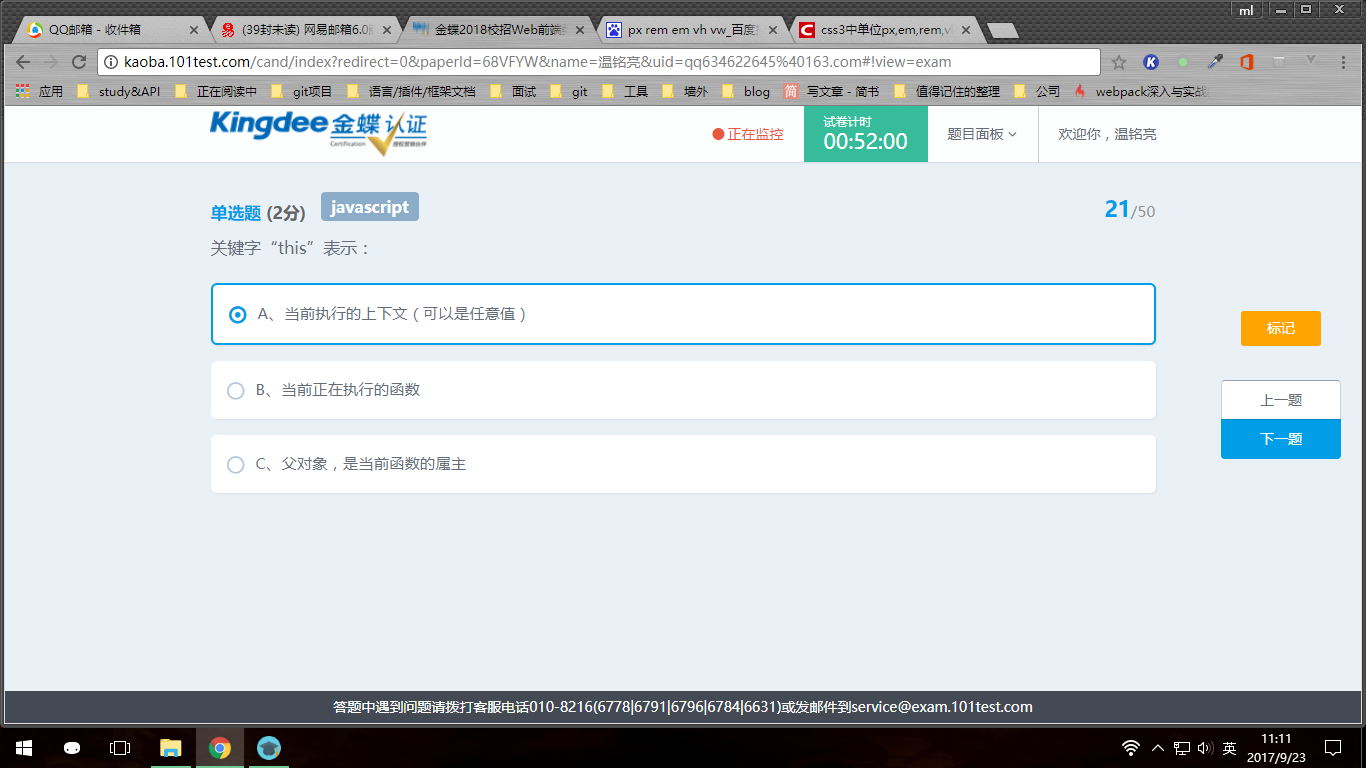 ml
QQ邮箱 - 收件箱
(39封未读) 网易邮箱6.0
金蝶2018校招Web前端
px rem em vh vw_百度
css3中单位px,em,rem,v
kaoba.101test.com/cand/index?redirect=0&paperId=68VFYW&name=温铭亮&uid=qq634622645%40163.com#!view=exam
应用 study&API 正在阅读中 git项目 语言/插件/框架文档 面试 git 工具 墙外 blog 简 写文章 - 简书 值得记住的整理 公司 webpack深入与实战
Kingdee金蝶认证
Certification 授权营销伙伴
正在监控
试卷计时
00:52:00
题目面板
欢迎你，温铭亮
单选题 (2分) javascript 21/50
关键字“this”表示：
A、当前执行的上下文（可以是任意值）
B、当前正在执行的函数
C、父对象，是当前函数的属主
标记
上一题
下一题
答题中遇到问题请拨打客服电话010-8216(6778|6791|6796|6784|6631)或发邮件到service@exam.101test.com
英
11:11
2017/9/23